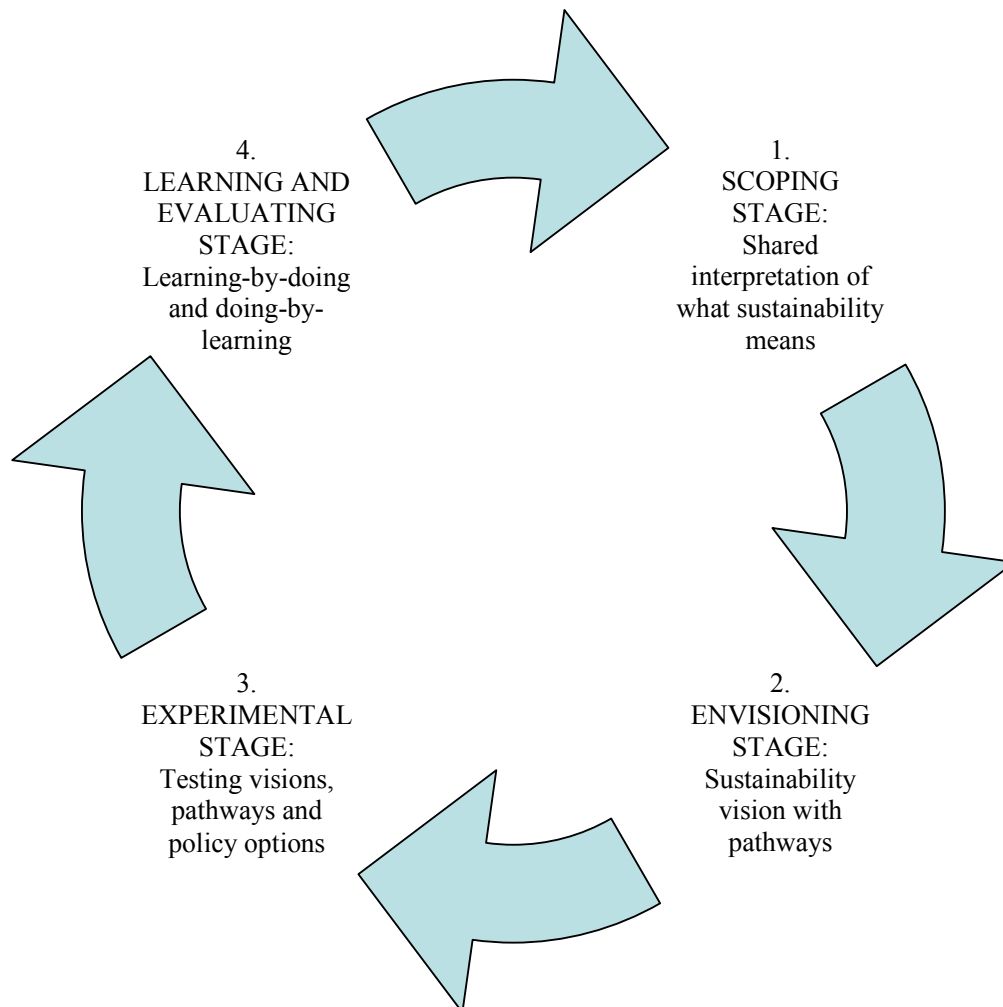 1.
SCOPING
STAGE:
Shared
interpretation of
what sustainability
means
2.
ENVISIONING
STAGE:
Sustainability
vision with
pathways
3.
EXPERIMENTAL
STAGE:
Testing visions,
pathways and
policy options
4.
LEARNING AND
EVALUATING
STAGE:
Learning-by-doing
and doing-by-
learning